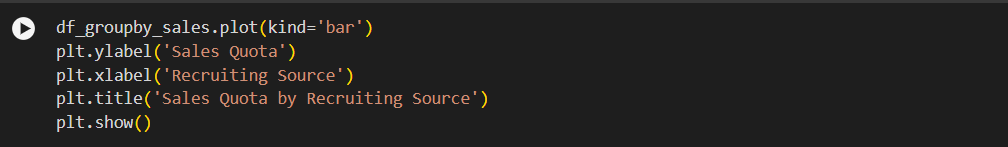 df_groupby_sales.plot(kind='bar')
plt.ylabel('Sales Quota')
plt.xlabel('Recruiting Source')
plt.title('Sales Quota by Recruiting Source')
plt.show()